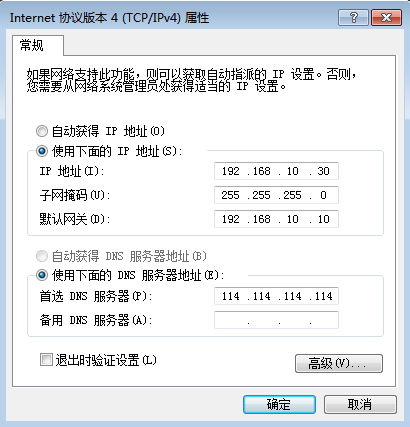 Internet 协议版本 4 (TCP/IPv4) 属性
常规
如果网络支持此功能，则可以获取自动指派的 IP 设置。否则，
您需要从网络系统管理员处获得适当的 IP 设置。
自动获得 IP 地址(O)
使用下面的 IP 地址(S):
IP 地址(I): 192 .168 . 10 . 30
子网掩码(U): 255 .255 .255 . 0
默认网关(D): 192 .168 . 10 . 10
自动获得 DNS 服务器地址(B)
使用下面的 DNS 服务器地址(E):
首选 DNS 服务器(P): 114 .114 .114 .114
备用 DNS 服务器(A): . . .
退出时验证设置(L)
高级(V)...
确定 取消